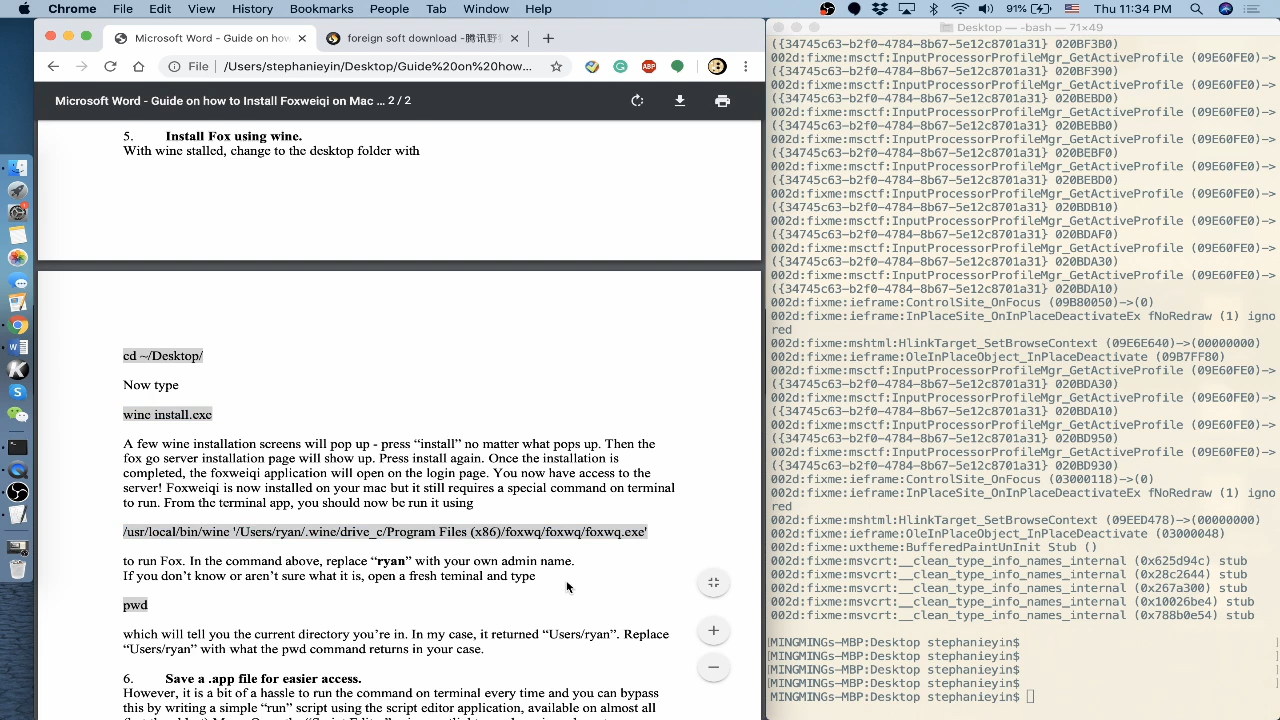 Chrome File Edit View History Bookmarks People Tab Window Help
Thu 11:34 PM
Microsoft Word - Guide on how
download -腾讯野
File /Users/stephanieyin/Desktop/Guide%20on%20how...
Microsoft Word - Guide on how to Install Foxweiqi on Mac ... 2 / 2
5. Install Fox using wine.
With wine stalled, change to the desktop folder with
cd ~/Desktop/
Now type
wine install.exe
A few wine installation screens will pop up - press “install” no matter what pops up. Then the
fox go server installation page will show up. Press install again. Once the installation is
completed, the foxweiqi application will open on the login page. You now have access to the
server! Foxweiqi is now installed on your mac but it still requires a special command on terminal
to run. From the terminal app, you should now be run it using
/usr/local/bin/wine '/Users/ryan/.wine/drive_c/Program Files (x86)/foxwq/foxwq/foxwq.exe'
to run Fox. In the command above, replace “ryan” with your own admin name.
If you don’t know or aren’t sure what it is, open a fresh teminal and type
pwd
which will tell you the current directory you’re in. In my case, it returned “Users/ryan”. Replace
“Users/ryan” with what the pwd command returns in your case.
6. Save a .app file for easier access.
However, it is a bit of a hassle to run the command on terminal every time and you can bypass
this by writing a simple “run” script using the script editor application, available on almost all
Desktop — -bash — 71×49
({34745c63-b2f0-4784-8b67-5e12c8701a31} 020BF3B0)
002d:fixme:msctf:InputProcessorProfileMgr_GetActiveProfile (09E60FE0)->
({34745c63-b2f0-4784-8b67-5e12c8701a31} 020BF390)
002d:fixme:msctf:InputProcessorProfileMgr_GetActiveProfile (09E60FE0)->
({34745c63-b2f0-4784-8b67-5e12c8701a31} 020BEBD0)
002d:fixme:msctf:InputProcessorProfileMgr_GetActiveProfile (09E60FE0)->
({34745c63-b2f0-4784-8b67-5e12c8701a31} 020BEBB0)
002d:fixme:msctf:InputProcessorProfileMgr_GetActiveProfile (09E60FE0)->
({34745c63-b2f0-4784-8b67-5e12c8701a31} 020BEBF0)
002d:fixme:msctf:InputProcessorProfileMgr_GetActiveProfile (09E60FE0)->
({34745c63-b2f0-4784-8b67-5e12c8701a31} 020BEBD0)
002d:fixme:msctf:InputProcessorProfileMgr_GetActiveProfile (09E60FE0)->
({34745c63-b2f0-4784-8b67-5e12c8701a31} 020BDB10)
002d:fixme:msctf:InputProcessorProfileMgr_GetActiveProfile (09E60FE0)->
({34745c63-b2f0-4784-8b67-5e12c8701a31} 020BDAF0)
002d:fixme:msctf:InputProcessorProfileMgr_GetActiveProfile (09E60FE0)->
({34745c63-b2f0-4784-8b67-5e12c8701a31} 020BDA30)
002d:fixme:msctf:InputProcessorProfileMgr_GetActiveProfile (09E60FE0)->
({34745c63-b2f0-4784-8b67-5e12c8701a31} 020BDA10)
002d:fixme:ieframe:ControlSite_OnFocus (09B80050)->(0)
002d:fixme:ieframe:InPlaceSite_OnInPlaceDeactivateEx fNoRedraw (1) igno
red
002d:fixme:mshtml:HlinkTarget_SetBrowseContext (09E6E640)->(00000000)
002d:fixme:ieframe:OleInPlaceObject_InPlaceDeactivate (09B7FF80)
002d:fixme:msctf:InputProcessorProfileMgr_GetActiveProfile (09E60FE0)->
({34745c63-b2f0-4784-8b67-5e12c8701a31} 020BDA30)
002d:fixme:msctf:InputProcessorProfileMgr_GetActiveProfile (09E60FE0)->
({34745c63-b2f0-4784-8b67-5e12c8701a31} 020BDA10)
002d:fixme:msctf:InputProcessorProfileMgr_GetActiveProfile (09E60FE0)->
({34745c63-b2f0-4784-8b67-5e12c8701a31} 020BD950)
002d:fixme:msctf:InputProcessorProfileMgr_GetActiveProfile (09E60FE0)->
({34745c63-b2f0-4784-8b67-5e12c8701a31} 020BD930)
002d:fixme:ieframe:ControlSite_OnFocus (03000118)->(0)
002d:fixme:ieframe:InPlaceSite_OnInPlaceDeactivateEx fNoRedraw (1) igno
red
002d:fixme:mshtml:HlinkTarget_SetBrowseContext (09EED478)->(00000000)
002d:fixme:ieframe:OleInPlaceObject_InPlaceDeactivate (03000048)
002d:fixme:uxtheme:BufferedPaintUnInit Stub ()
002d:fixme:msvcrt:__clean_type_info_names_internal (0x625d94c) stub
002d:fixme:msvcrt:__clean_type_info_names_internal (0x26c2644) stub
002d:fixme:msvcrt:__clean_type_info_names_internal (0x267a300) stub
002d:fixme:msvcrt:__clean_type_info_names_internal (0x10026be4) stub
002d:fixme:msvcrt:__clean_type_info_names_internal (0x788b0e54) stub
MINGMINGs-MBP:Desktop stephanieyin$
MINGMINGs-MBP:Desktop stephanieyin$
MINGMINGs-MBP:Desktop stephanieyin$
MINGMINGs-MBP:Desktop stephanieyin$
MINGMINGs-MBP:Desktop stephanieyin$